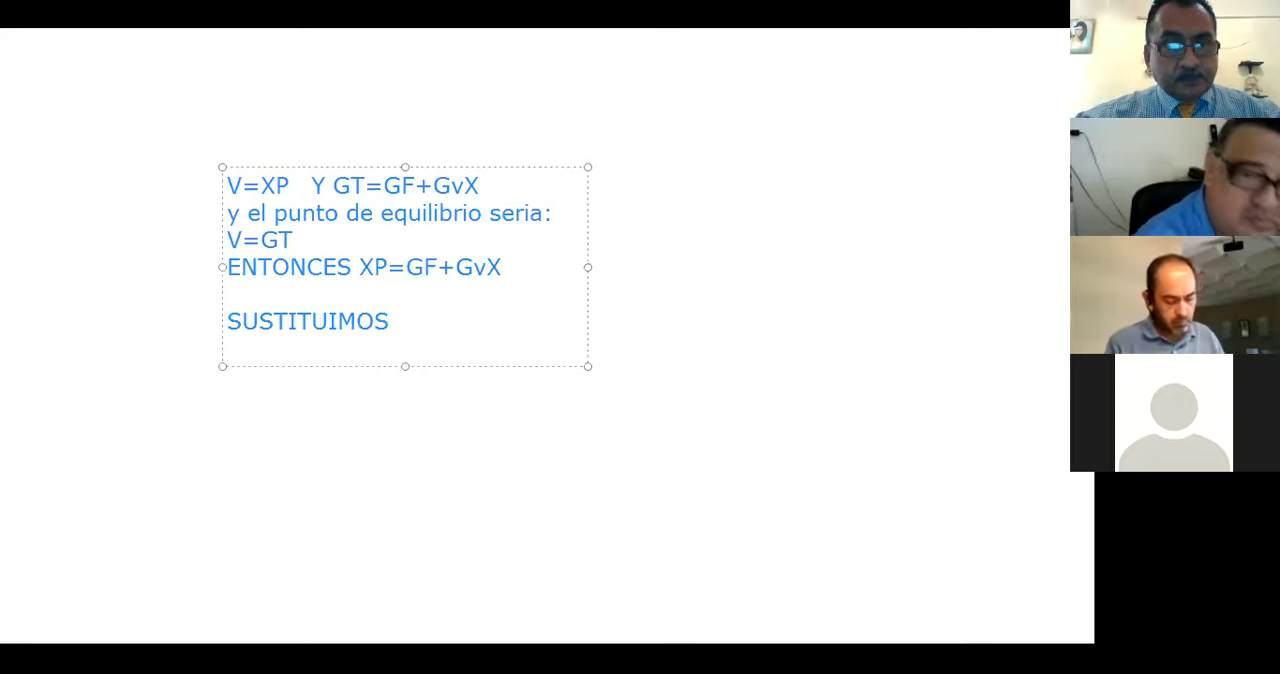 V=XP Y GT=GF+GvX
y el punto de equilibrio seria:
V=GT
ENTONCES XP=GF+GvX
SUSTITUIMOS